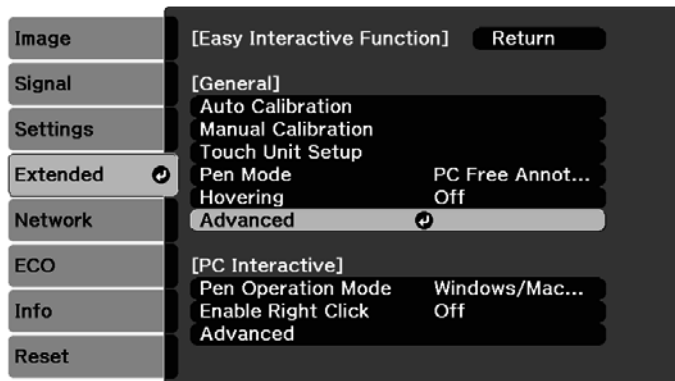 Image
Signal
Settings
Extended
Network
ECO
Info
Reset
[Easy Interactive Function] Return
[General]
Auto Calibration
Manual Calibration
Touch Unit Setup
Pen Mode PC Free Annot...
Hovering Off
Advanced
[PC Interactive]
Pen Operation Mode Windows/Mac...
Enable Right Click Off
Advanced